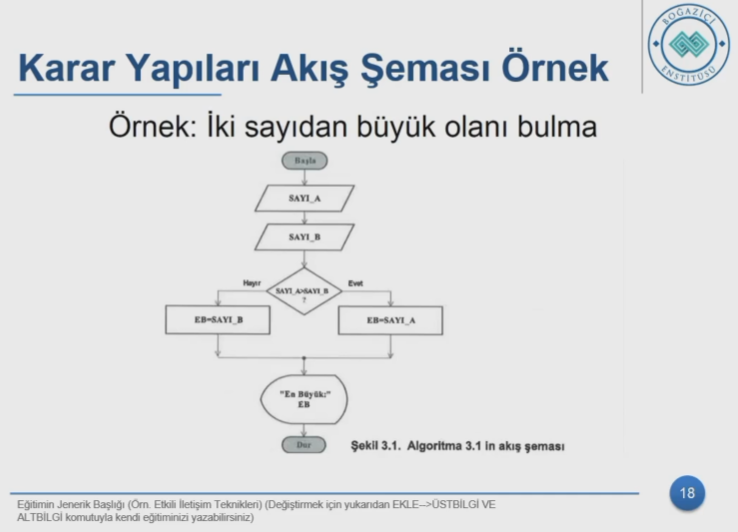 BOĞAZİÇİ
ENSTİTÜSÜ
Karar Yapıları Akış Şeması Örnek
Örnek: İki sayıdan büyük olanı bulma
Başla
SAYI_A
SAYI_B
Hayır
SAYI_A>SAYI_B
?
Evet
EB=SAYI_B
EB=SAYI_A
"En Büyük:"
EB
Dur
Şekil 3.1. Algoritma 3.1 in akış şeması
18
Eğitimin Jenerik Başlığı (Örn. Etkili İletişim Teknikleri) (Değiştirmek için yukarıdan EKLE-->ÜSTBİLGİ VE
ALTBİLGİ komutuyla kendi eğitiminizi yazabilirsiniz)